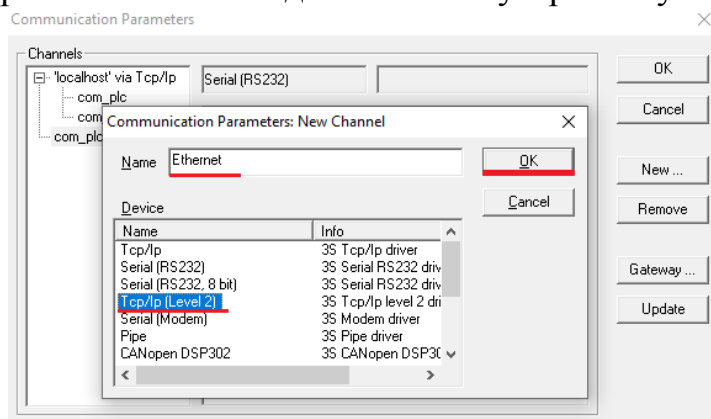 Communication Parameters
Channels
'localhost' via Tcp/Ip
com_plc
com
com_plc
Serial (RS232)
OK
Cancel
New ...
Remove
Gateway ...
Update
Communication Parameters: New Channel
Name Ethernet
OK
Cancel
Device
Name Info
Tcp/Ip 3S Tcp/Ip driver
Serial (RS232) 3S Serial RS232 driv
Serial (RS232, 8 bit) 3S Serial RS232 driv
Tcp/Ip (Level 2) 3S Tcp/Ip level 2 dri
Serial (Modem) 3S Modem driver
Pipe 3S Pipe driver
CANopen DSP302 3S CANopen DSP30